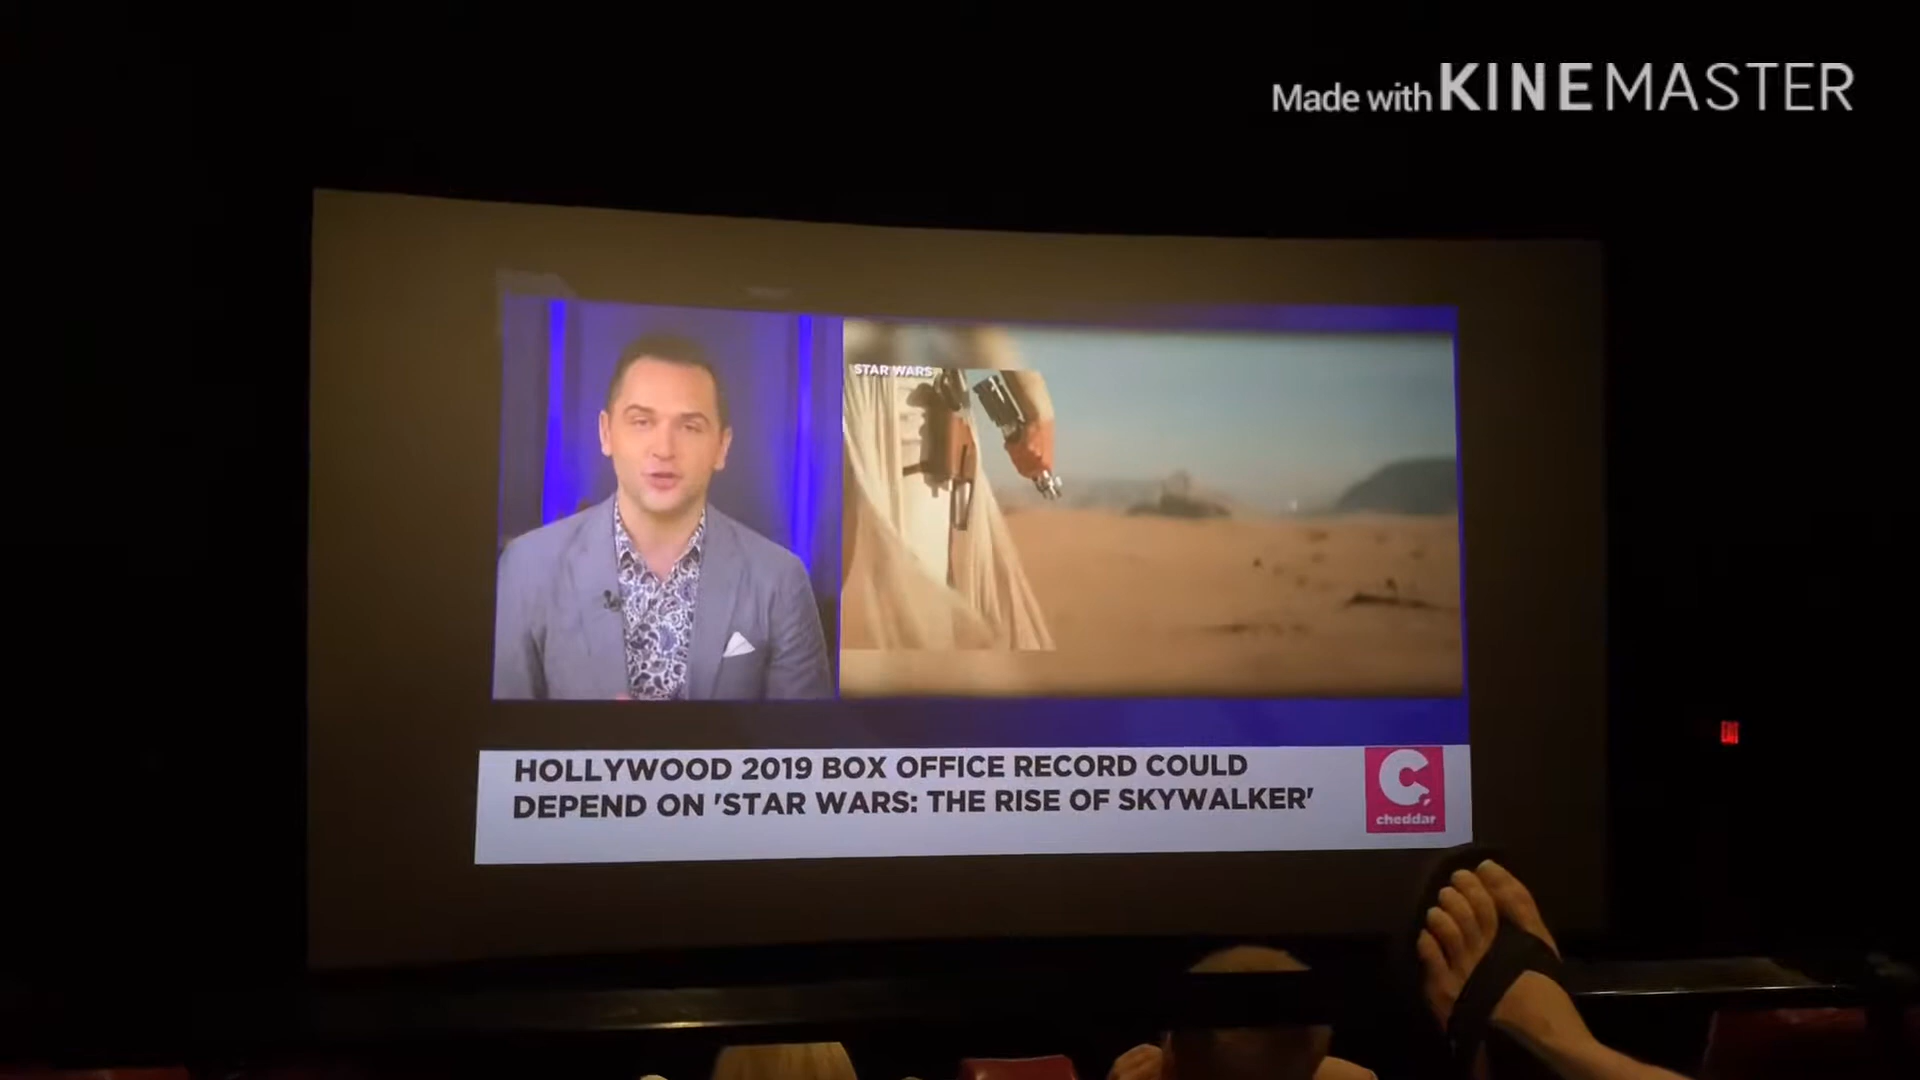 Made with KINEMASTER
STAR WARS
HOLLYWOOD 2019 BOX OFFICE RECORD COULD
DEPEND ON 'STAR WARS: THE RISE OF SKYWALKER'
cheddar
EXIT